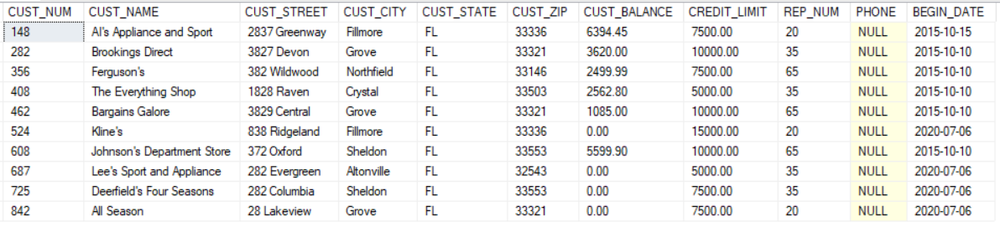 CUST_NUM CUST_NAME CUST_STREET CUST_CITY CUST_STATE CUST_ZIP CUST_BALANCE CREDIT_LIMIT REP_NUM PHONE BEGIN_DATE
148 Al's Appliance and Sport 2837 Greenway Fillmore FL 33336 6394.45 7500.00 20 NULL 2015-10-15
282 Brookings Direct 3827 Devon Grove FL 33321 3620.00 10000.00 35 NULL 2015-10-10
356 Ferguson's 382 Wildwood Northfield FL 33146 2499.99 7500.00 65 NULL 2015-10-10
408 The Everything Shop 1828 Raven Crystal FL 33503 2562.80 5000.00 35 NULL 2015-10-10
462 Bargains Galore 3829 Central Grove FL 33321 1085.00 10000.00 65 NULL 2015-10-10
524 Kline's 838 Ridgeland Fillmore FL 33336 0.00 15000.00 20 NULL 2020-07-06
608 Johnson's Department Store 372 Oxford Sheldon FL 33553 5599.90 10000.00 65 NULL 2015-10-10
687 Lee's Sport and Appliance 282 Evergreen Altonville FL 32543 0.00 5000.00 35 NULL 2020-07-06
725 Deerfield's Four Seasons 282 Columbia Sheldon FL 33553 0.00 7500.00 35 NULL 2020-07-06
842 All Season 28 Lakeview Grove FL 33321 0.00 7500.00 20 NULL 2020-07-06